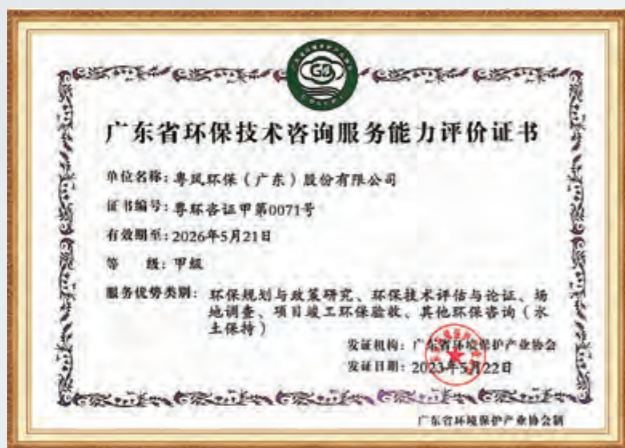 广东省环保技术咨询服务能力评价证书
单位名称：粤风环保（广东）股份有限公司
证书编号：粤环咨证甲第0071号
有效期至：2026年5月21日
等 级：甲级
服务优势类别：环保规划与政策研究、环保技术评估与论证、场
地调查、项目竣工环保验收、其他环保咨询（水
土保持）
发证机构：广东省环境保护产业协会
发证日期：2023年5月22日
广东省环境保护产业协会制